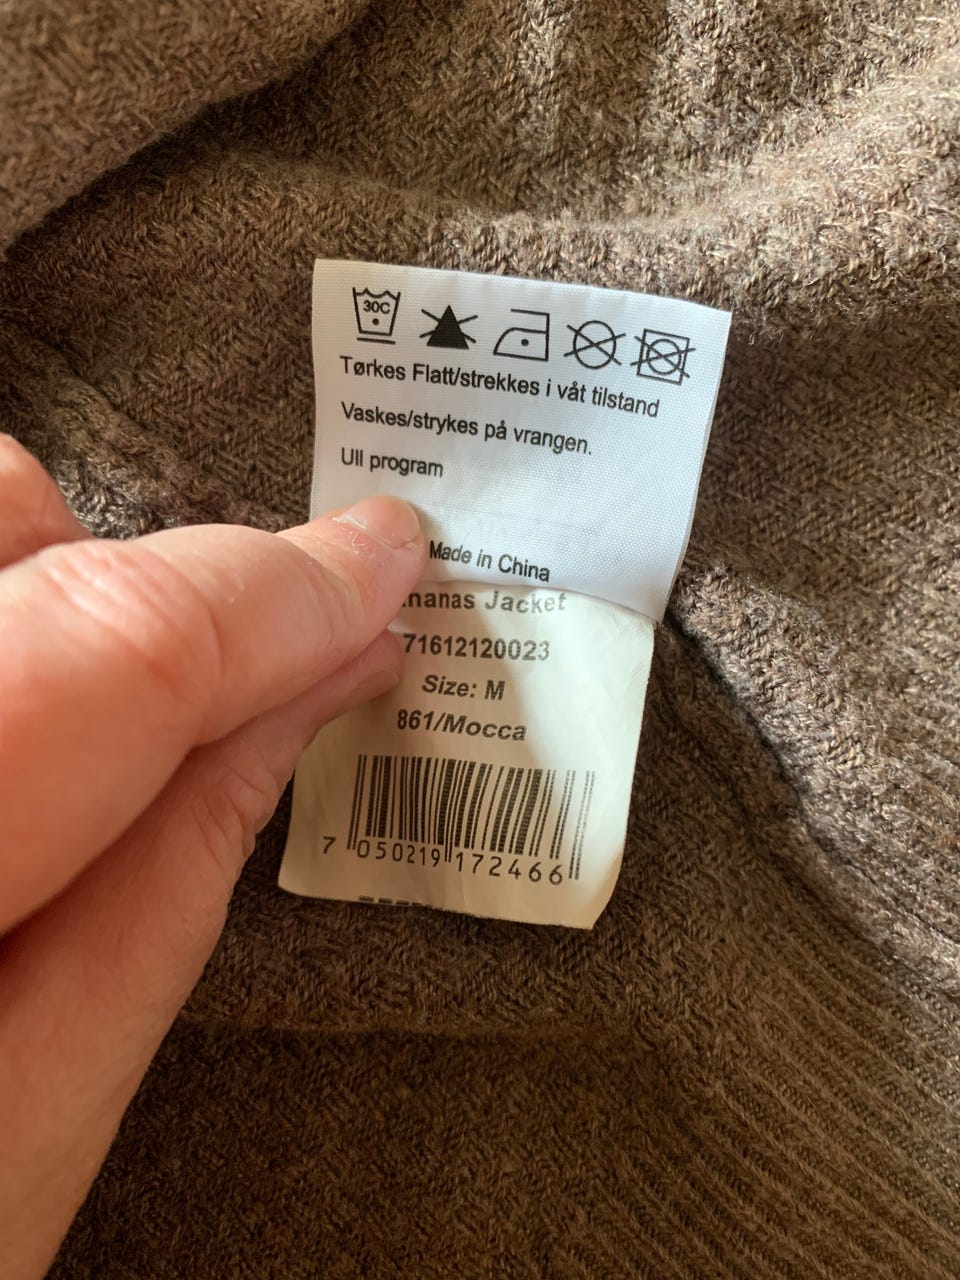 30C
Tørkes Flatt/strekkes i våt tilstand
Vaskes/strykes på vrangen.
Ull program
Made in China
Jacket
71612120023
Size: M
861/Mocca
7 050219 172466